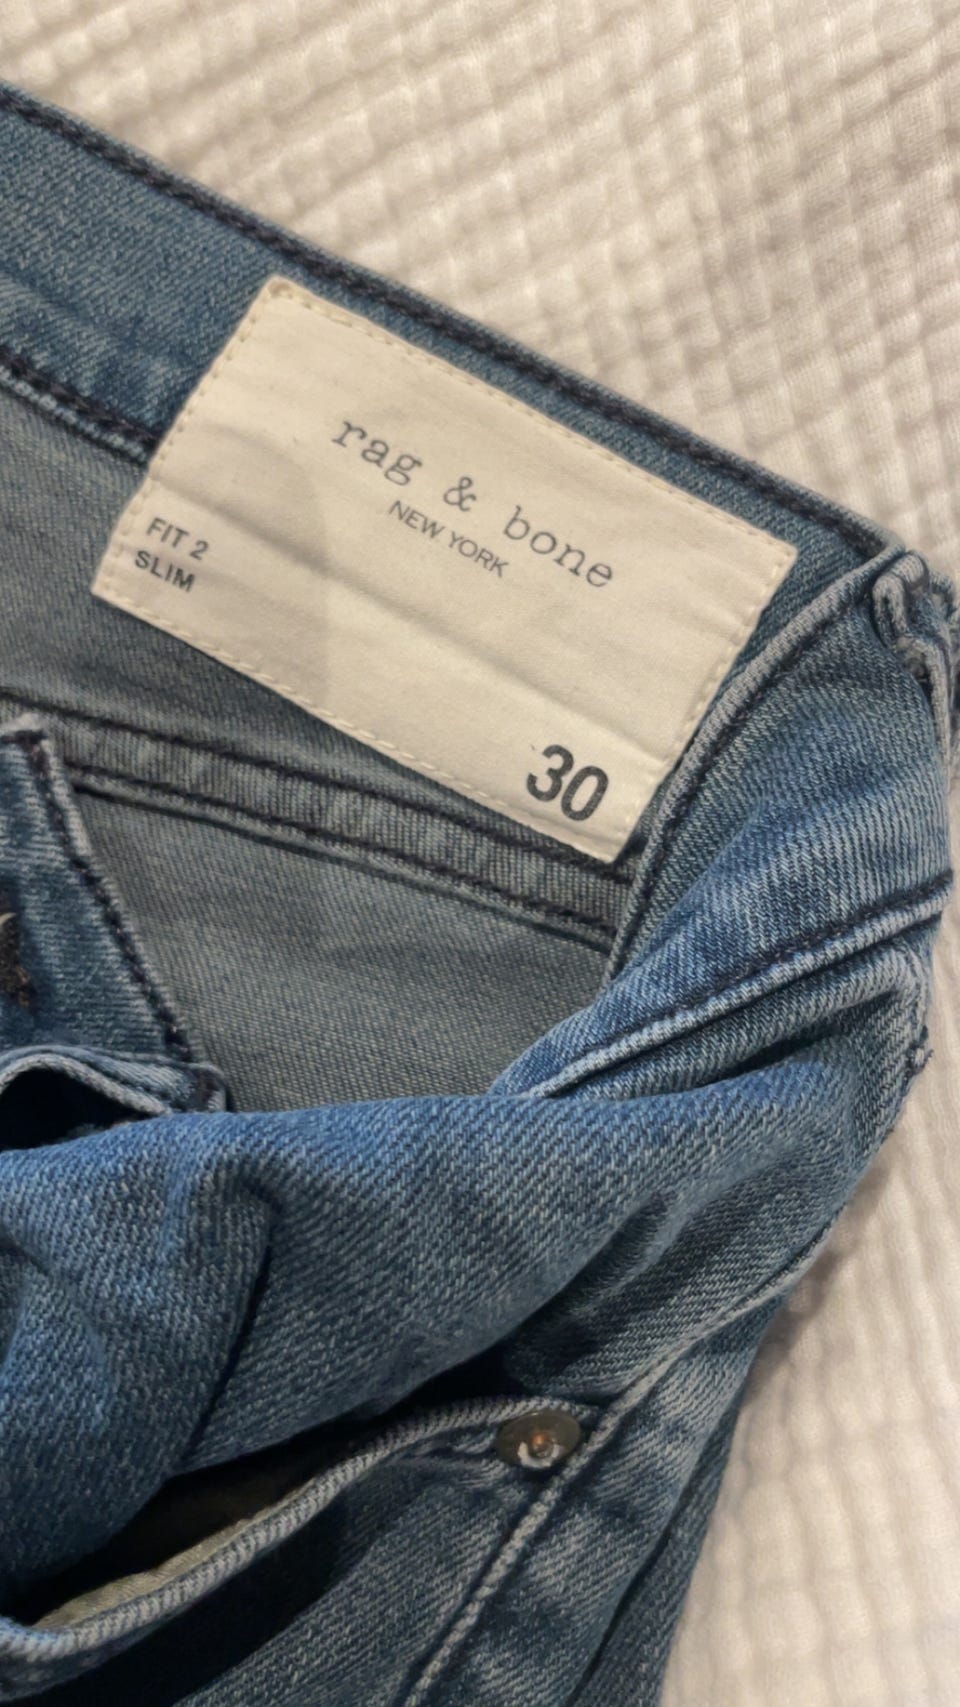 rag & bone
NEW YORK
FIT 2
SLIM
30